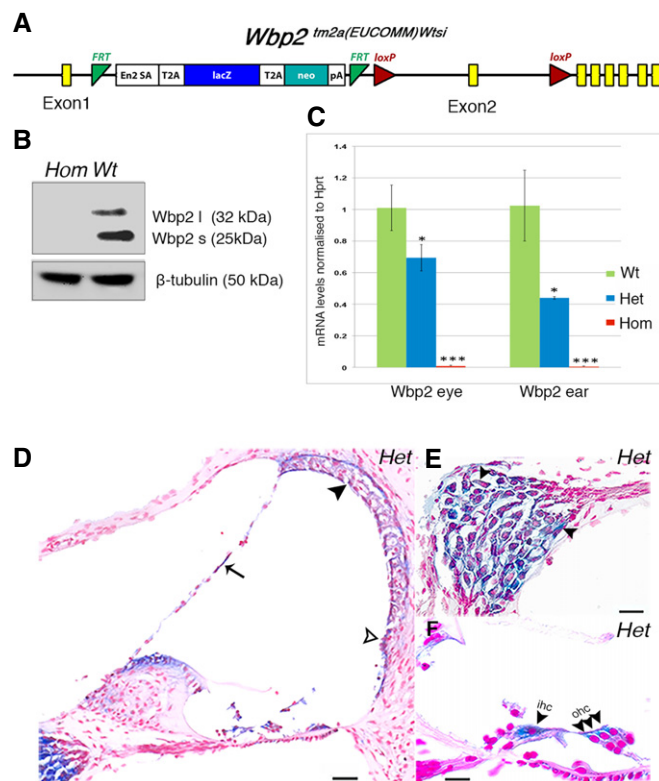 A
Wbp2 tm2a(EUCOMM)Wtsi
FRT
FRT
loxP
loxP
En2 SA
T2A
lacZ
T2A
neo
pA
Exon1
Exon2
B
Hom Wt
Wbp2 l (32 kDa)
Wbp2 s (25kDa)
β-tubulin (50 kDa)
C
mRNA levels normalised to Hprt
1.4
1.2
1
0.8
0.6
0.4
0.2
0
*
***
*
***
Wt
Het
Hom
Wbp2 eye
Wbp2 ear
D
Het
E
Het
F
Het
ihc
ohc